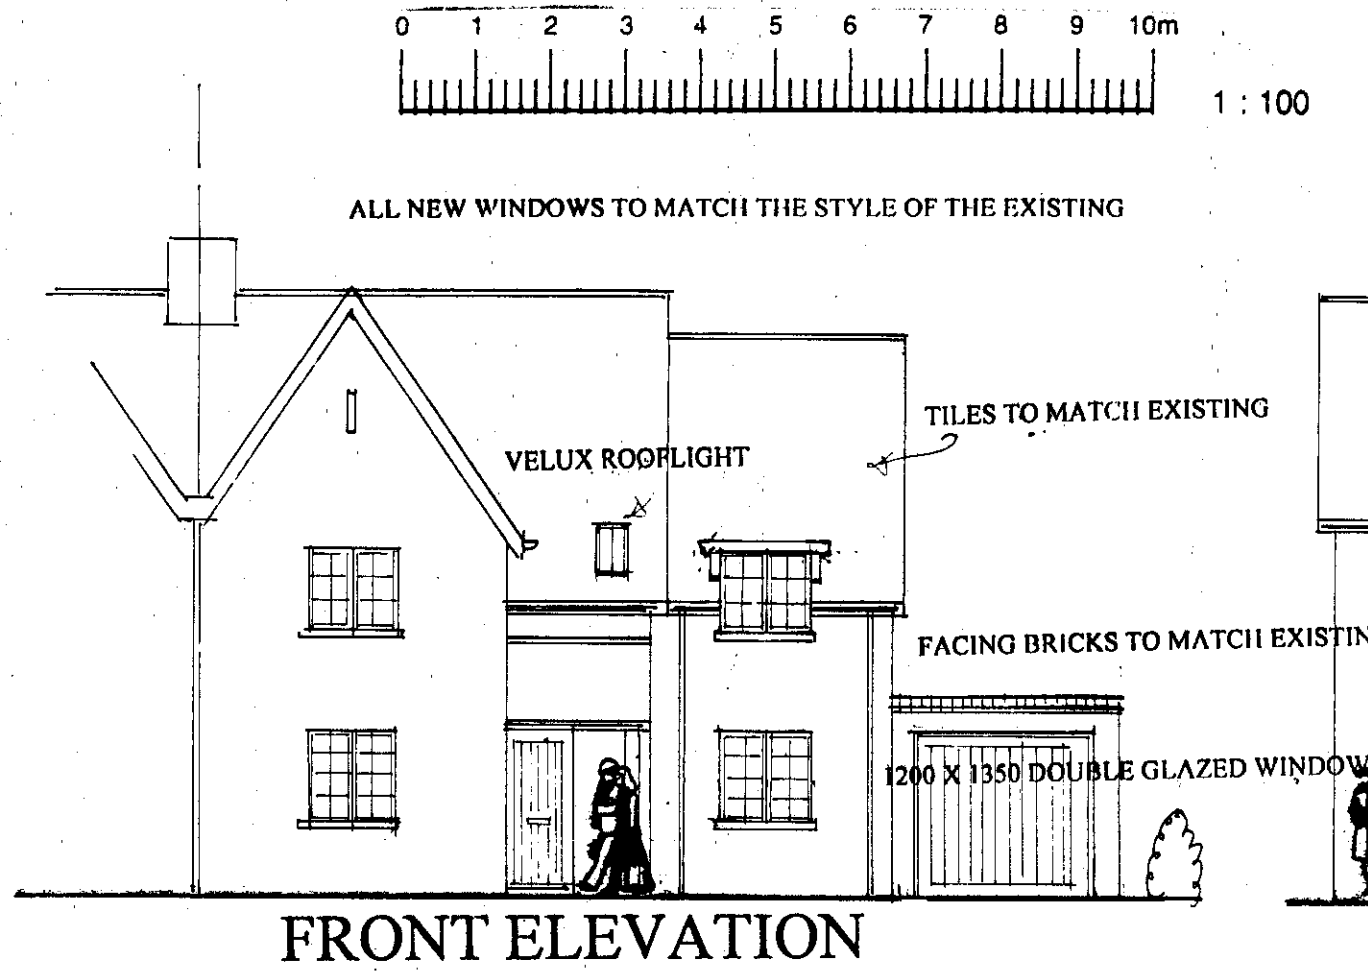 0 1 2 3 4 5 6 7 8 9 10m
1 : 100
ALL NEW WINDOWS TO MATCH THE STYLE OF THE EXISTING
TILES TO MATCH EXISTING
VELUX ROOFLIGHT
FACING BRICKS TO MATCH EXISTIN
1200 X 1350 DOUBLE GLAZED WINDOW
FRONT ELEVATION